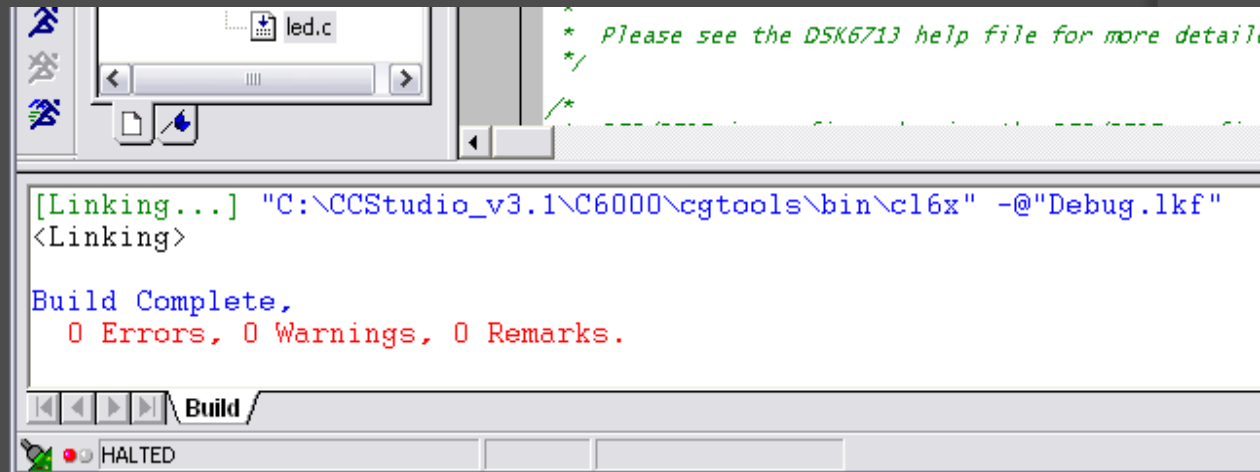 led.c
* Please see the DSK6713 help file for more
*/
/*
[Linking...] "C:\CCStudio_v3.1\C6000\cgtools\bin\cl6x" -@"Debug.lkf"
<Linking>
Build Complete,
0 Errors, 0 Warnings, 0 Remarks.
Build
HALTED